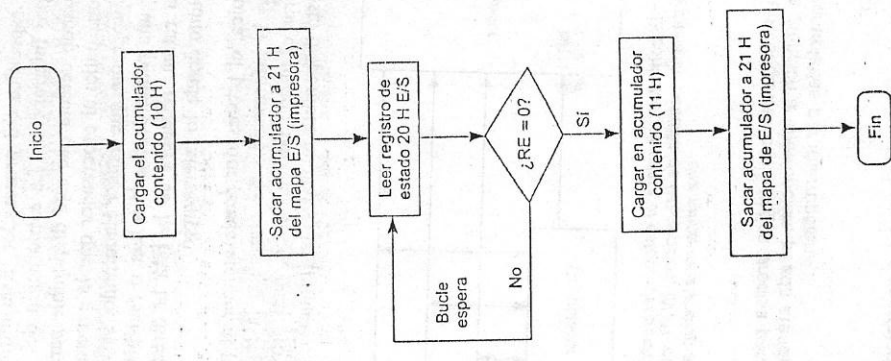 Inicio
Cargar el acumulador
contenido (10 H)
Sacar acumulador a 21 H
del mapa E/S (impresora)
Leer registro de
estado 20 H E/S
¿RE = 0?
No
Bucle
espera
Sí
Cargar en acumulador
contenido (11 H)
Sacar acumulador a 21 H
del mapa de E/S (impresora)
Fin